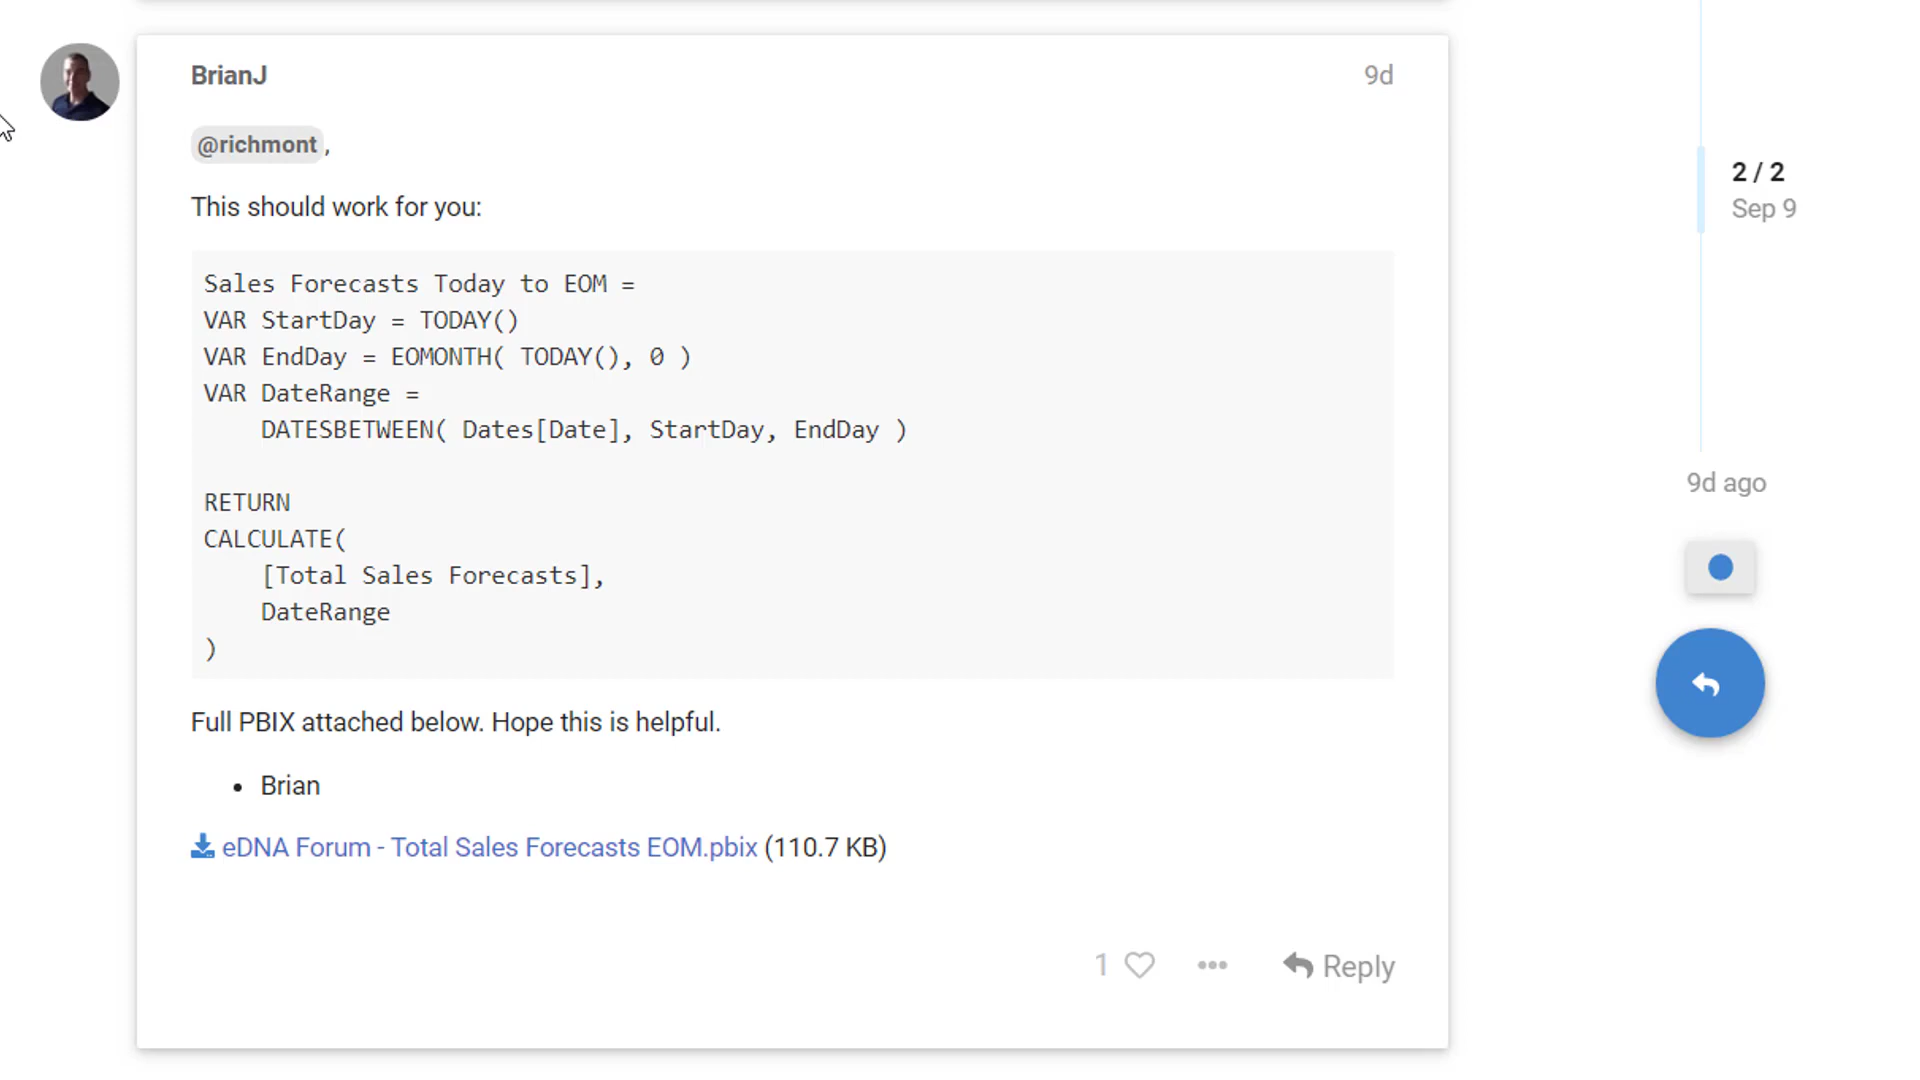 BrianJ
9d
@richmont,
This should work for you:
Sales Forecasts Today to EOM =
VAR StartDay = TODAY()
VAR EndDay = EOMONTH( TODAY(), 0 )
VAR DateRange =
    DATESBETWEEN( Dates[Date], StartDay, EndDay )
RETURN
CALCULATE(
    [Total Sales Forecasts],
    DateRange
)
Full PBIX attached below. Hope this is helpful.
• Brian
eDNA Forum - Total Sales Forecasts EOM.pbix (110.7 KB)
1
Reply
2 / 2
Sep 9
9d ago